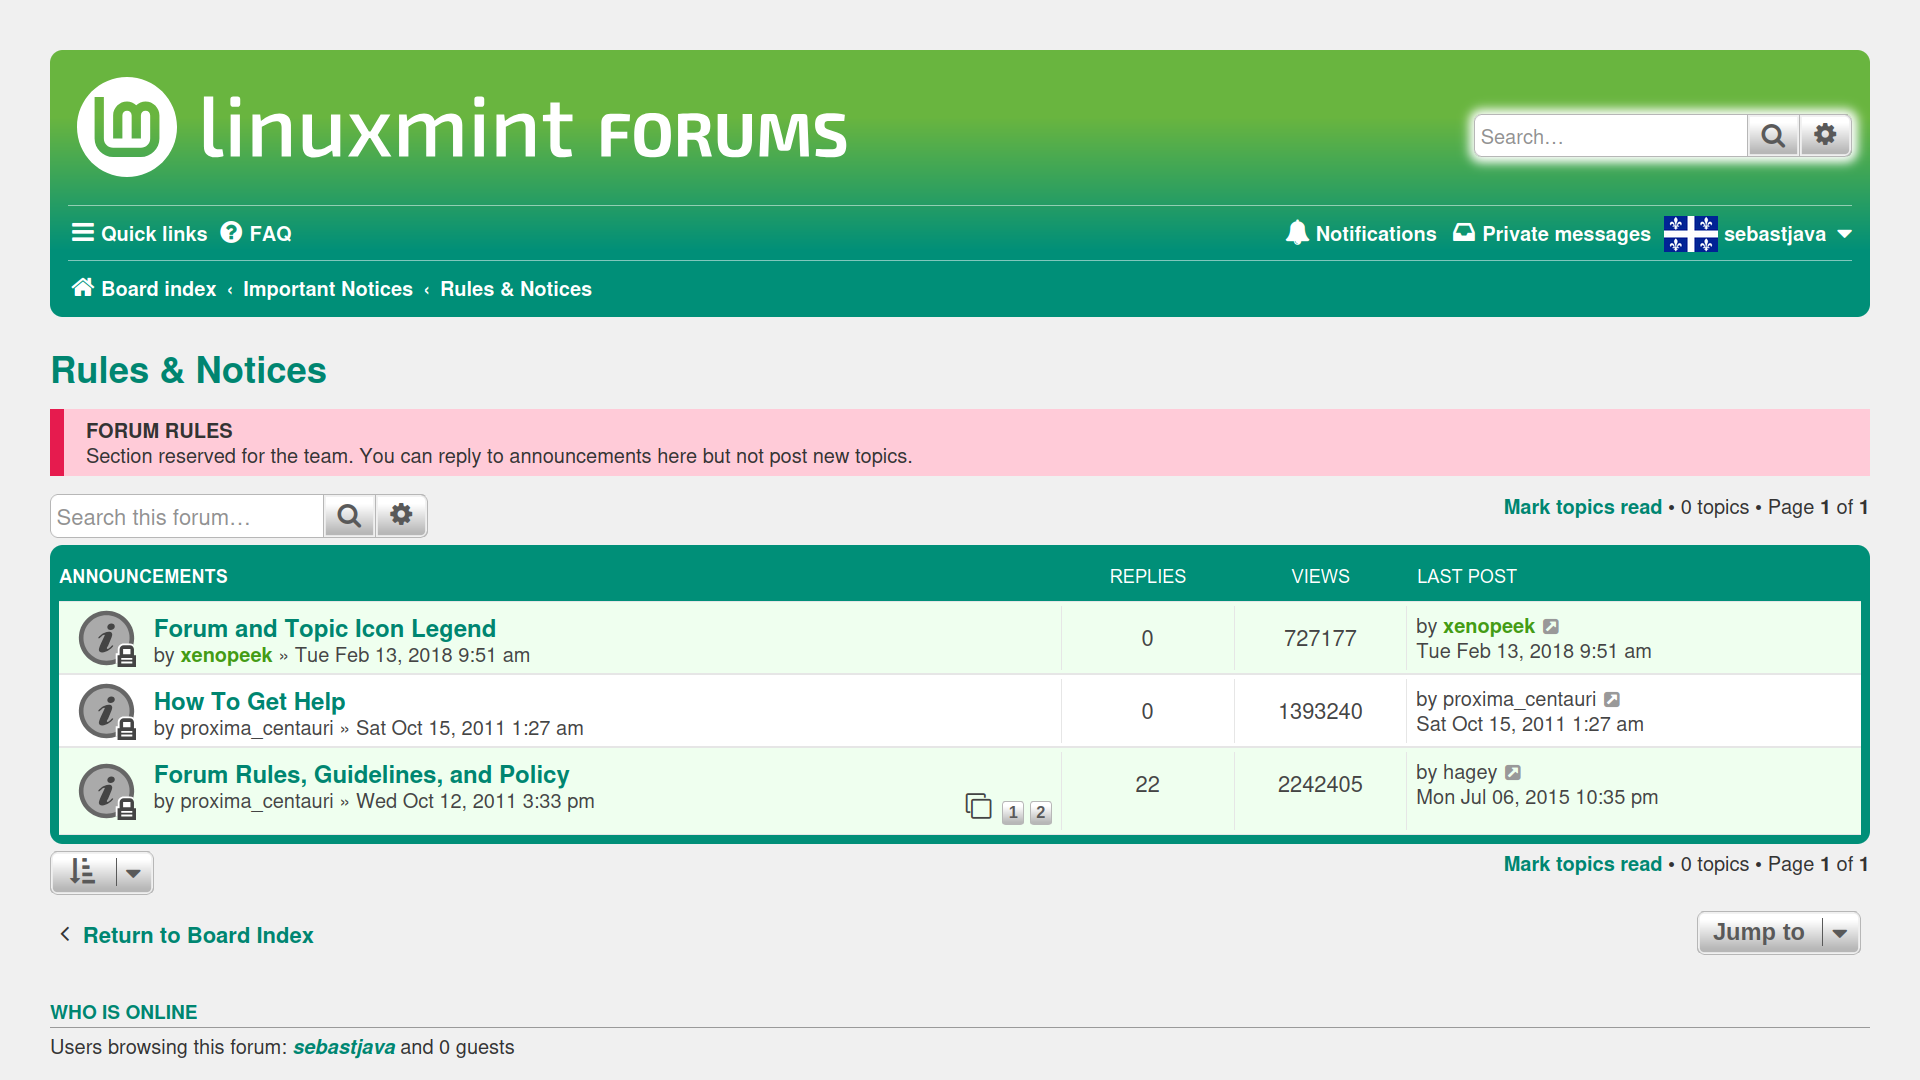 linuxmint FORUMS
Search…
Quick links FAQ
Notifications Private messages sebastjava
Board index ‹ Important Notices ‹ Rules & Notices
Rules & Notices
FORUM RULES
Section reserved for the team. You can reply to announcements here but not post new topics.
Search this forum…
Mark topics read • 0 topics • Page 1 of 1
ANNOUNCEMENTS REPLIES VIEWS LAST POST
Forum and Topic Icon Legend
by xenopeek » Tue Feb 13, 2018 9:51 am
0
727177
by xenopeek
Tue Feb 13, 2018 9:51 am
How To Get Help
by proxima_centauri » Sat Oct 15, 2011 1:27 am
0
1393240
by proxima_centauri
Sat Oct 15, 2011 1:27 am
Forum Rules, Guidelines, and Policy
by proxima_centauri » Wed Oct 12, 2011 3:33 pm
1 2
22
2242405
by hagey
Mon Jul 06, 2015 10:35 pm
Mark topics read • 0 topics • Page 1 of 1
Return to Board Index
Jump to
WHO IS ONLINE
Users browsing this forum: sebastjava and 0 guests